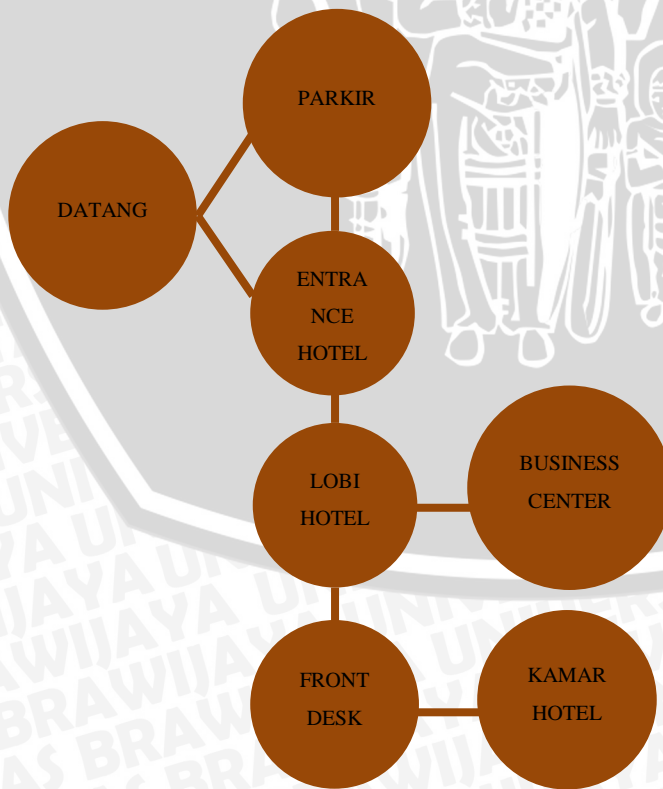 PARKIR
DATANG
ENTRA
NCE
HOTEL
LOBI
HOTEL
BUSINESS
CENTER
FRONT
DESK
KAMAR
HOTEL